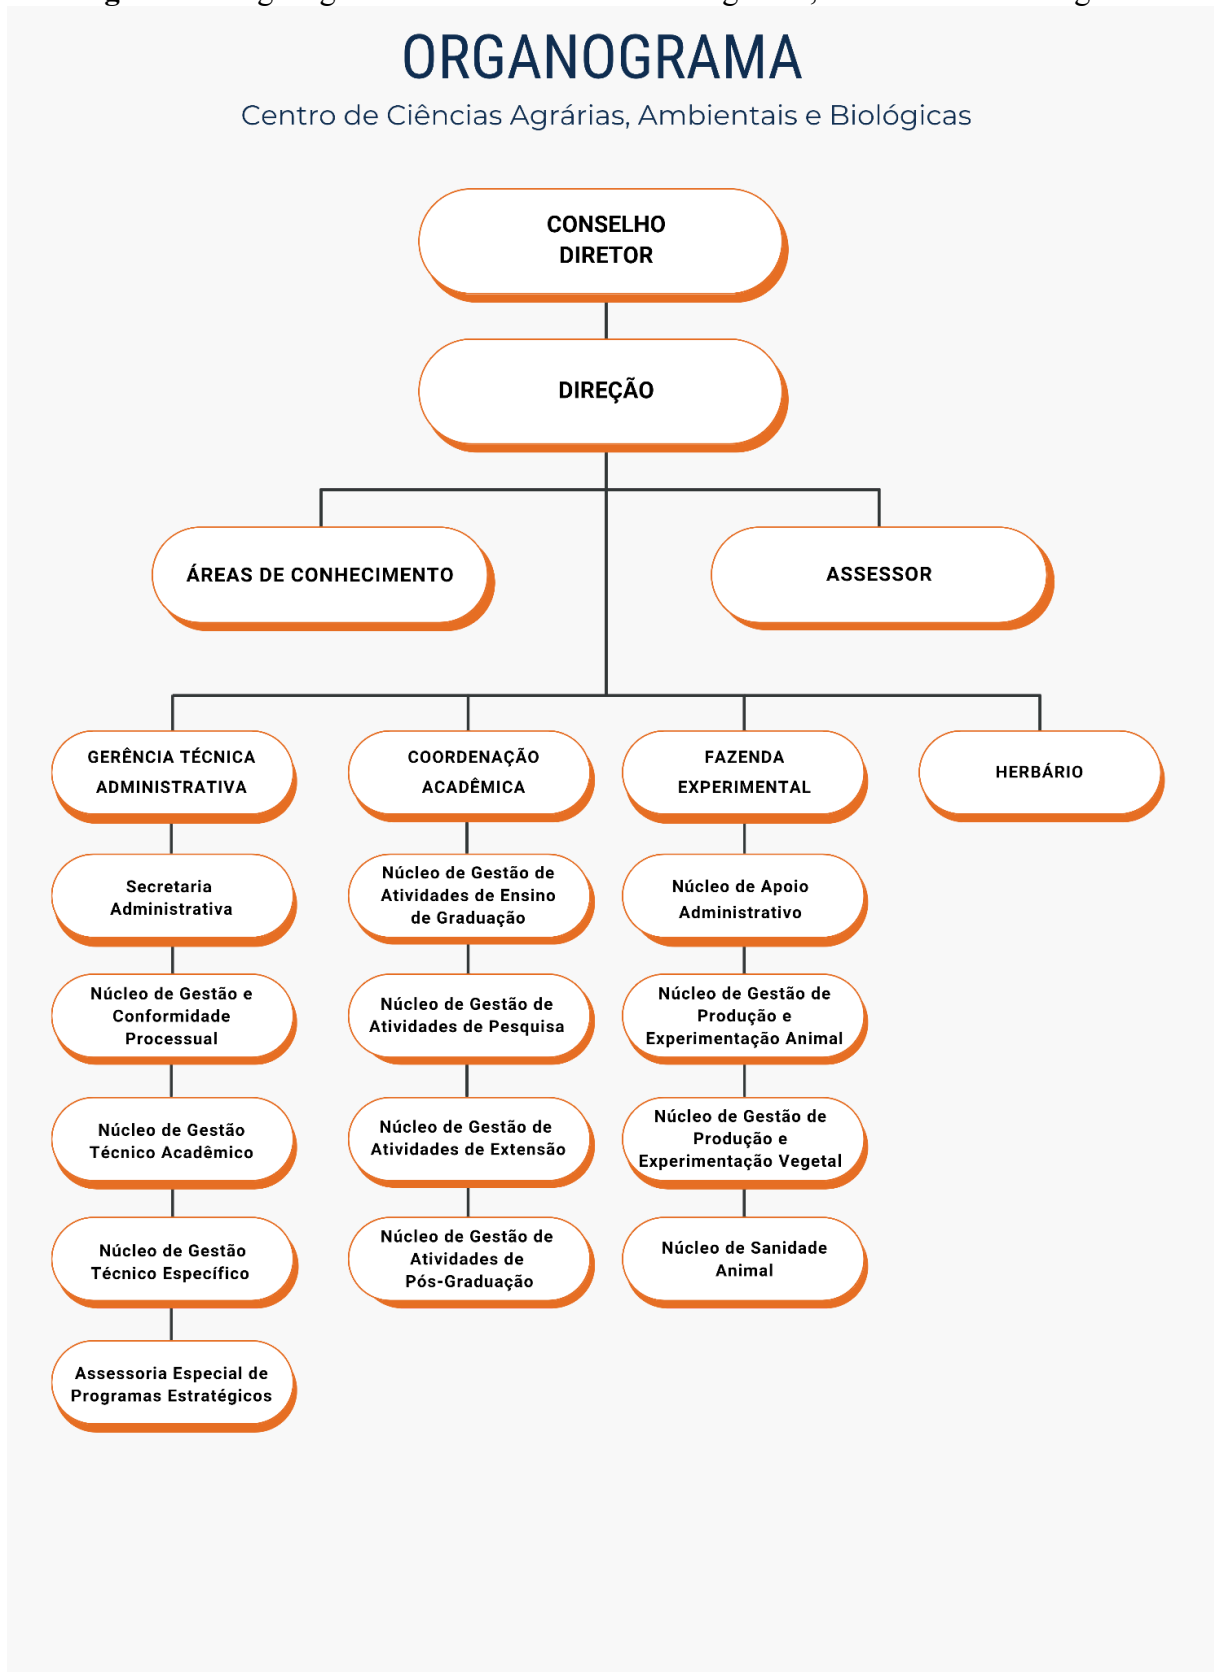 ORGANOGRAMA
Centro de Ciências Agrárias, Ambientais e Biológicas
CONSELHO
DIRETOR
DIREÇÃO
ÁREAS DE CONHECIMENTO
ASSESSOR
GERÊNCIA TÉCNICA
ADMINISTRATIVA
COORDENAÇÃO
ACADÊMICA
FAZENDA
EXPERIMENTAL
HERBÁRIO
Secretaria
Administrativa
Núcleo de Gestão de
Atividades de Ensino
de Graduação
Núcleo de Apoio
Administrativo
Núcleo de Gestão e
Conformidade
Processual
Núcleo de Gestão de
Atividades de Pesquisa
Núcleo de Gestão de
Produção e
Experimentação Animal
Núcleo de Gestão
Técnico Acadêmico
Núcleo de Gestão de
Atividades de Extensão
Núcleo de Gestão de
Produção e
Experimentação Vegetal
Núcleo de Gestão
Técnico Específico
Núcleo de Gestão de
Atividades de
Pós-Graduação
Núcleo de Sanidade
Animal
Assessoria Especial de
Programas Estratégicos